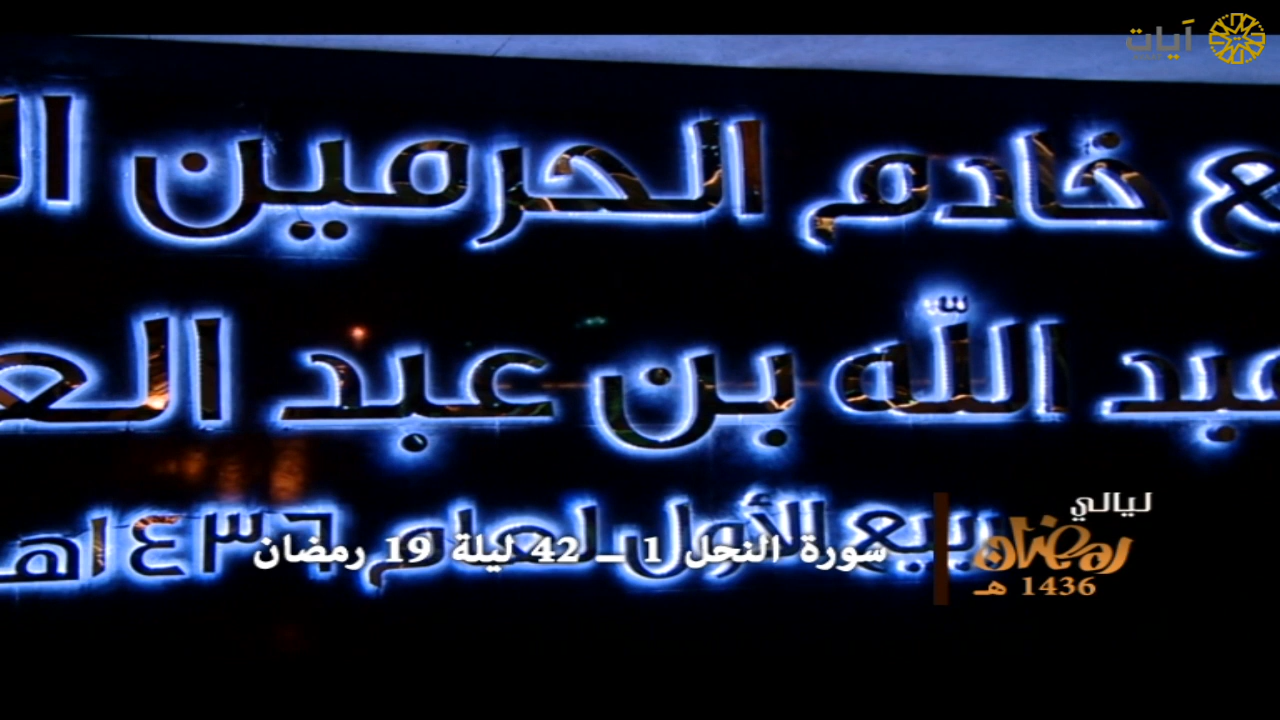 آيات
خادم الحرمين
عبد الله بن عبد
ربيع الأول لعام ١٤٣٦هـ
ليالي
رمضان
1436 هـ
سورة النحل 1 ـ 42 ليلة 19 رمضان